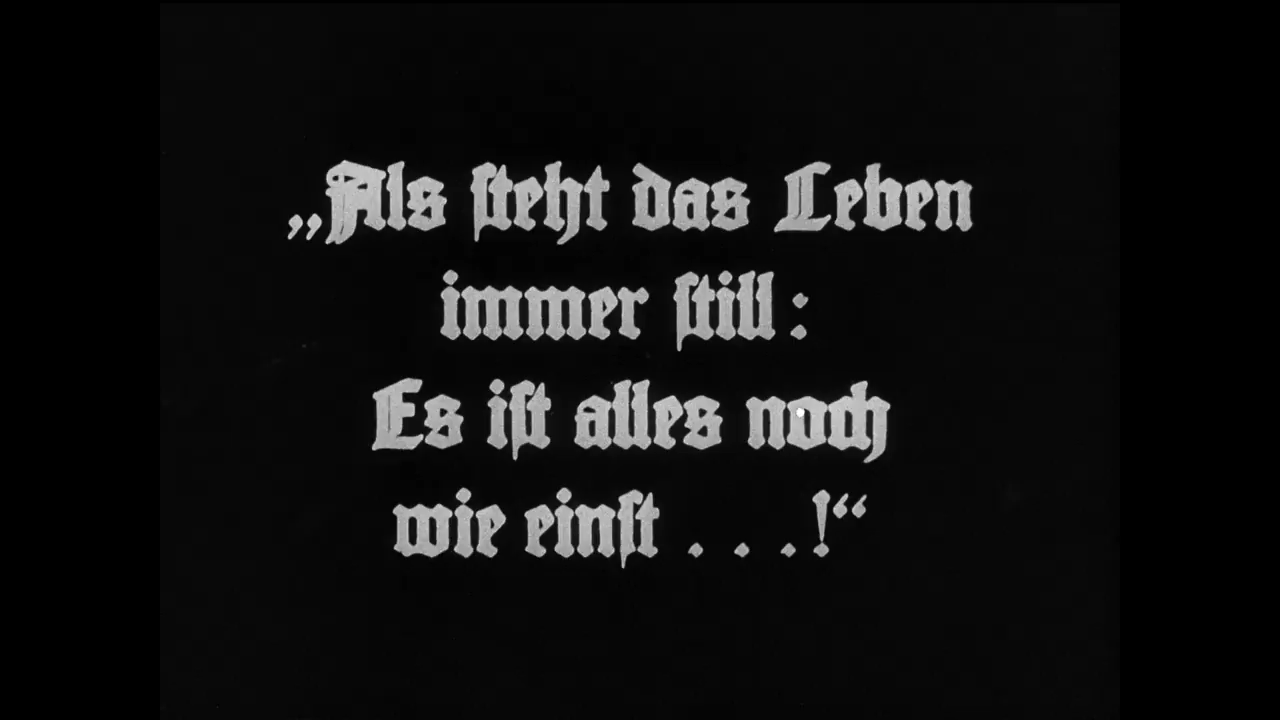 „Als ſteht das Leben
immer ſtill:
Es iſt alles noch
wie einſt . . .!“